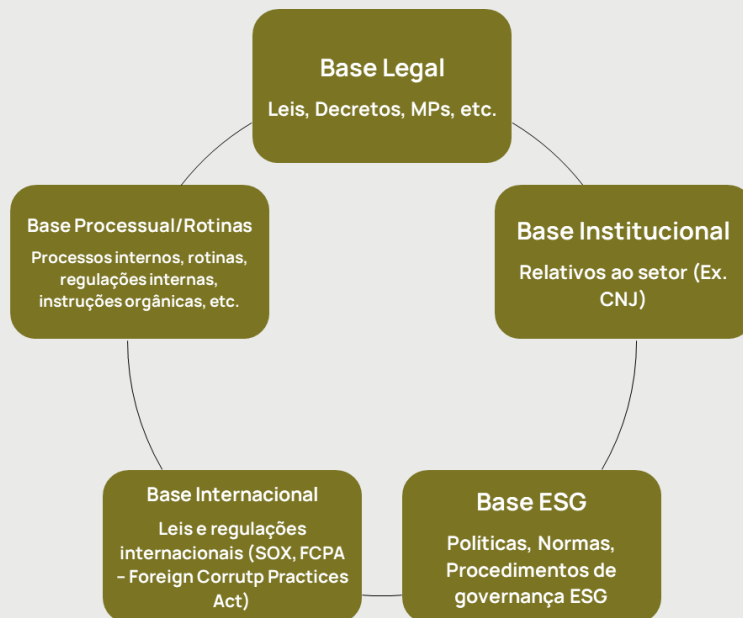 Base Legal
Leis, Decretos, MPs, etc.
Base Institucional
Relativos ao setor (Ex.
CNJ)
Base ESG
Políticas, Normas,
Procedimentos de
governança ESG
Base Internacional
Leis e regulações
internacionais (SOX, FCPA
– Foreign Corrutp Practices
Act)
Base Processual/Rotinas
Processos internos, rotinas,
regulações internas,
instruções orgânicas, etc.